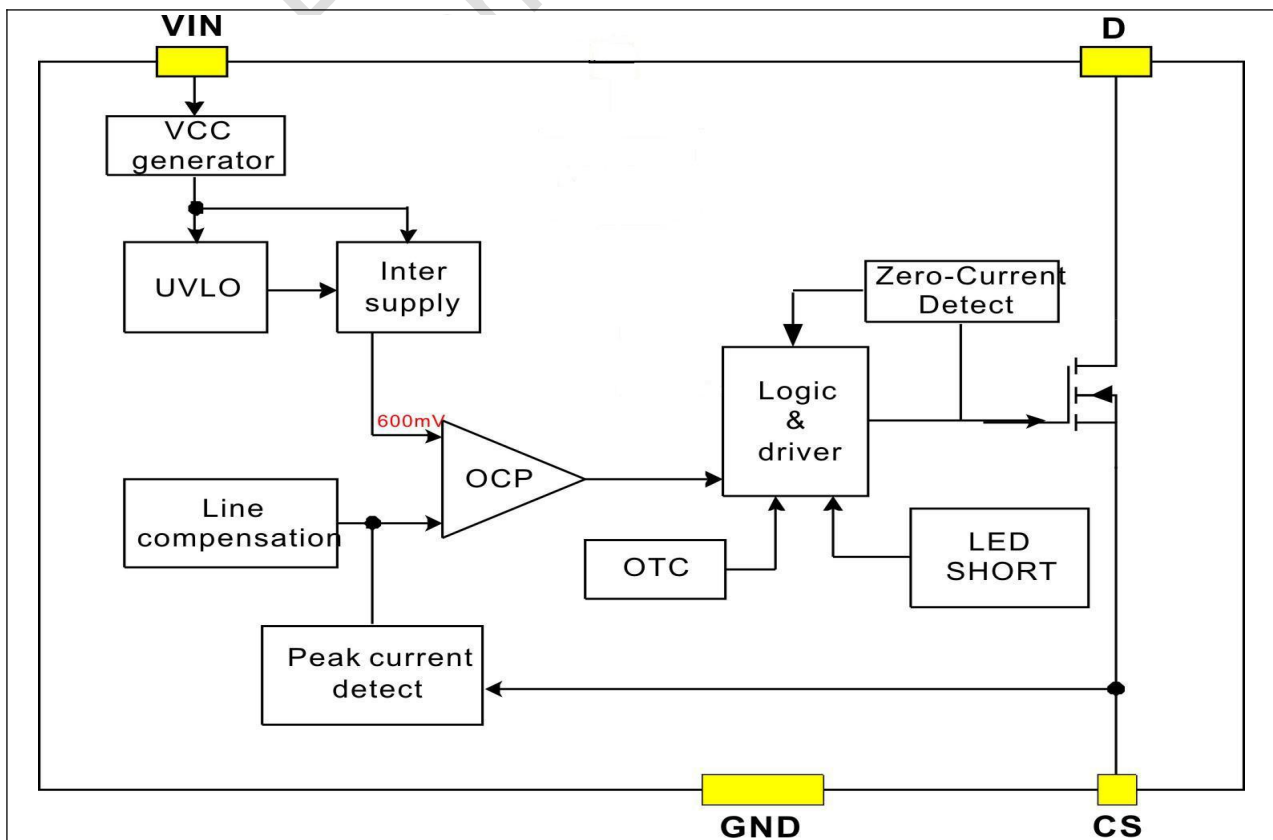 VIN
D
VCC
generator
UVLO
Inter
supply
Zero-Current
Detect
Logic
&
driver
600mV
OCP
Line
compensation
OTC
LED
SHORT
Peak current
detect
GND
CS